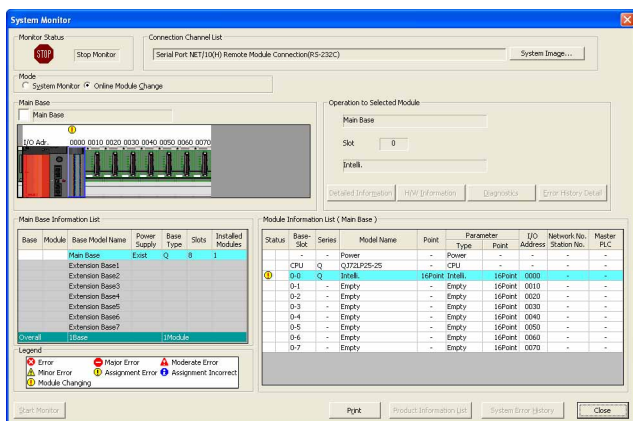 System Monitor
Monitor Status
Connection Channel List
STOP
Stop Monitor
Serial Port NET/10(H) Remote Module Connection(RS-232C)
System Image...
Mode
System Monitor Online Module Change
Main Base
Operation to Selected Module
Main Base
Main Base
I/O Adr. 0000 0010 0020 0030 0040 0050 0060 0070
Slot 0
Intelli.
Detailed Information H/W Information Diagnostics Error History Detail
Main Base Information List
Module Information List ( Main Base )
Base Module Base Model Name Power Supply Base Type Slots Installed Modules
Main Base Exist Q 8 1
Extension Base1
Extension Base2
Extension Base3
Extension Base4
Extension Base5
Extension Base6
Extension Base7
Overall 1Base 1Module
Status Base-Slot Series Model Name Point Parameter Type Point I/O Address Network No. Station No. Master PLC
- - Power - Power - - - -
CPU Q QJ72LP25-25 - CPU - - - -
0-0 Q Intelli. 16Point Intelli. 16Point 0000 - -
0-1 - Empty - Empty 16Point 0010 - -
0-2 - Empty - Empty 16Point 0020 - -
0-3 - Empty - Empty 16Point 0030 - -
0-4 - Empty - Empty 16Point 0040 - -
0-5 - Empty - Empty 16Point 0050 - -
0-6 - Empty - Empty 16Point 0060 - -
0-7 - Empty - Empty 16Point 0070 - -
Legend
Error Major Error Moderate Error
Minor Error Assignment Error Assignment Incorrect
Module Changing
Start Monitor Print Product Information List System Error History Close